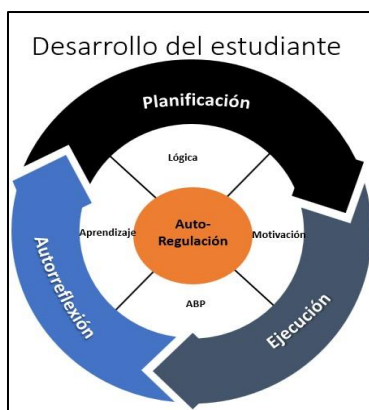 Desarrollo del estudiante
Planificación
Lógica
Aprendizaje
Auto-
Regulación
Motivación
ABP
Autorreflexión
Ejecución